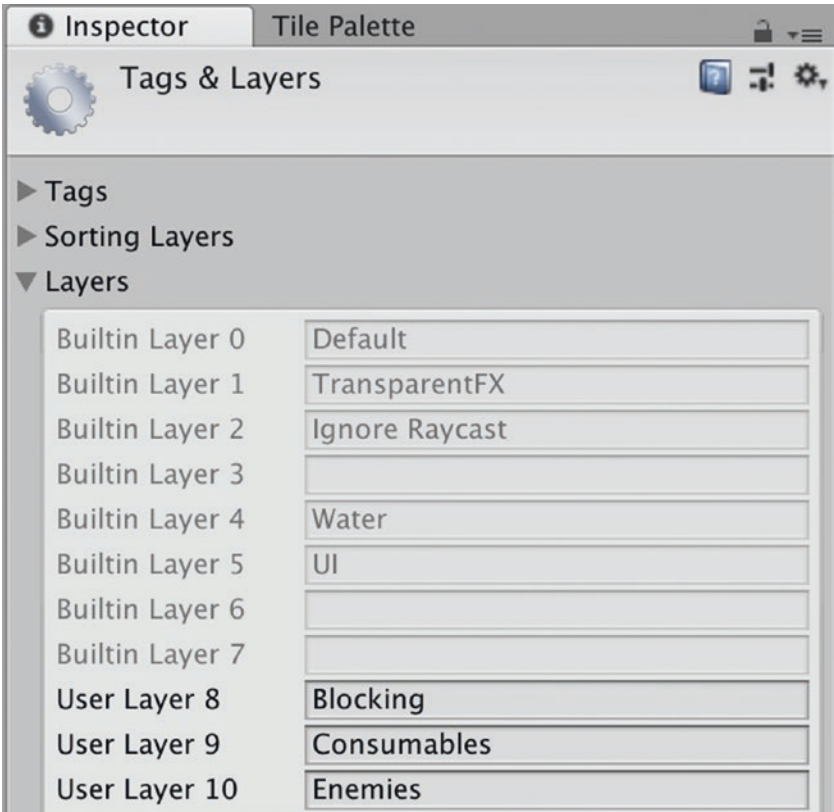 Inspector Tile Palette
Tags & Layers
Tags
Sorting Layers
Layers
Builtin Layer 0 Default
Builtin Layer 1 TransparentFX
Builtin Layer 2 Ignore Raycast
Builtin Layer 3
Builtin Layer 4 Water
Builtin Layer 5 UI
Builtin Layer 6
Builtin Layer 7
User Layer 8 Blocking
User Layer 9 Consumables
User Layer 10 Enemies